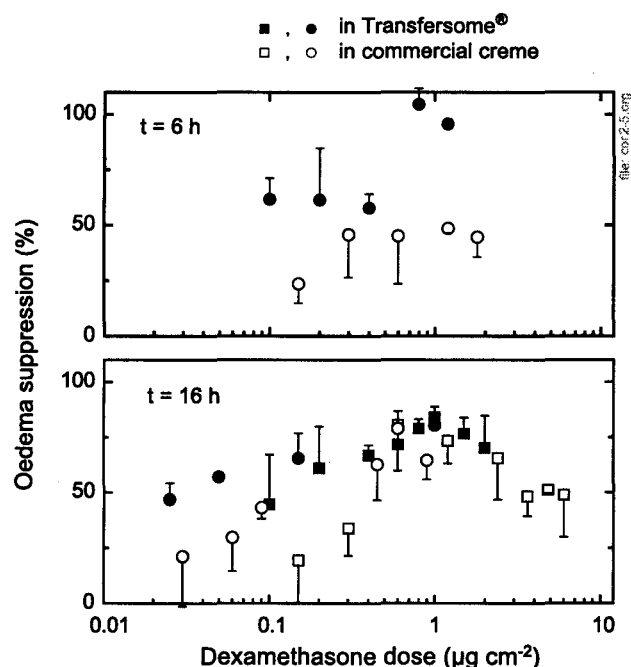 ■ , ● in Transfersome®
□ , ○ in commercial creme
file: cor2-5.org
100
t = 6 h
50
0
Oedema suppression (%)
100
t = 16 h
50
0
0.01 0.1 1 10
Dexamethasone dose (μg cm-2)